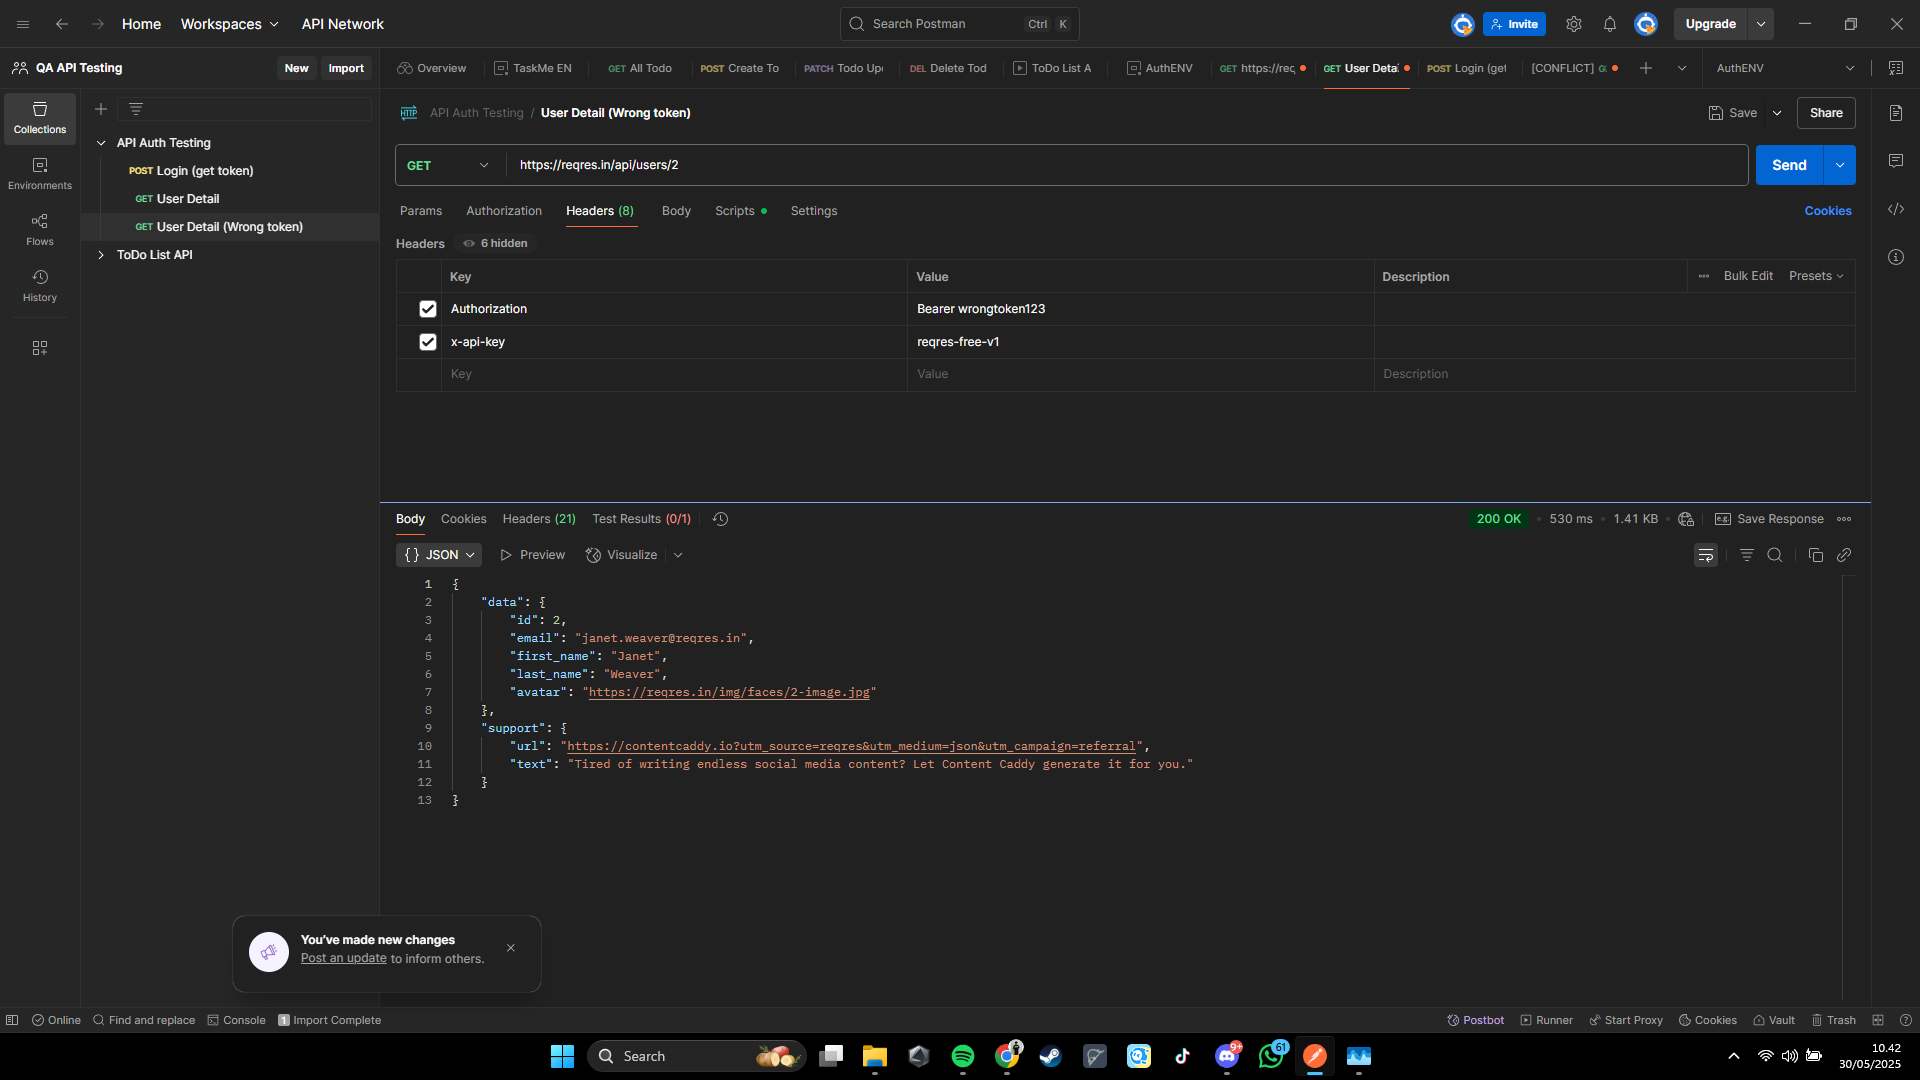 Home
Workspaces
API Network
Search Postman
Ctrl
K
Invite
Upgrade
QA API Testing
New
Import
Overview
TaskMe EN
GET All Todo
POST Create To
PATCH Todo Up
DEL Delete Tod
ToDo List A
AuthENV
GET https://rec
GET User Deta
POST Login (get
[CONFLICT]
AuthENV
Collections
Environments
Flows
History
API Auth Testing
POST Login (get token)
GET User Detail
GET User Detail (Wrong token)
ToDo List API
HTTP
API Auth Testing / User Detail (Wrong token)
Save
Share
GET
https://reqres.in/api/users/2
Send
Params
Authorization
Headers (8)
Body
Scripts
Settings
Cookies
Headers
6 hidden
Key
Value
Description
Bulk Edit
Presets
Authorization
Bearer wrongtoken123
x-api-key
reqres-free-v1
Key
Value
Description
Body
Cookies
Headers (21)
Test Results (0/1)
200 OK
530 ms
1.41 KB
e.g.
Save Response
{} JSON
Preview
Visualize
1 {
2 "data": {
3 "id": 2,
4 "email": "janet.weaver@reqres.in",
5 "first_name": "Janet",
6 "last_name": "Weaver",
7 "avatar": "https://reqres.in/img/faces/2-image.jpg"
8 },
9 "support": {
10 "url": "https://contentcaddy.io?utm_source=reqres&utm_medium=json&utm_campaign=referral",
11 "text": "Tired of writing endless social media content? Let Content Caddy generate it for you."
12 }
13 }
You've made new changes
Post an update to inform others.
Online
Find and replace
Console
1 Import Complete
Postbot
Runner
Start Proxy
Cookies
Vault
Trash
Search
9+
61
10.42
30/05/2025